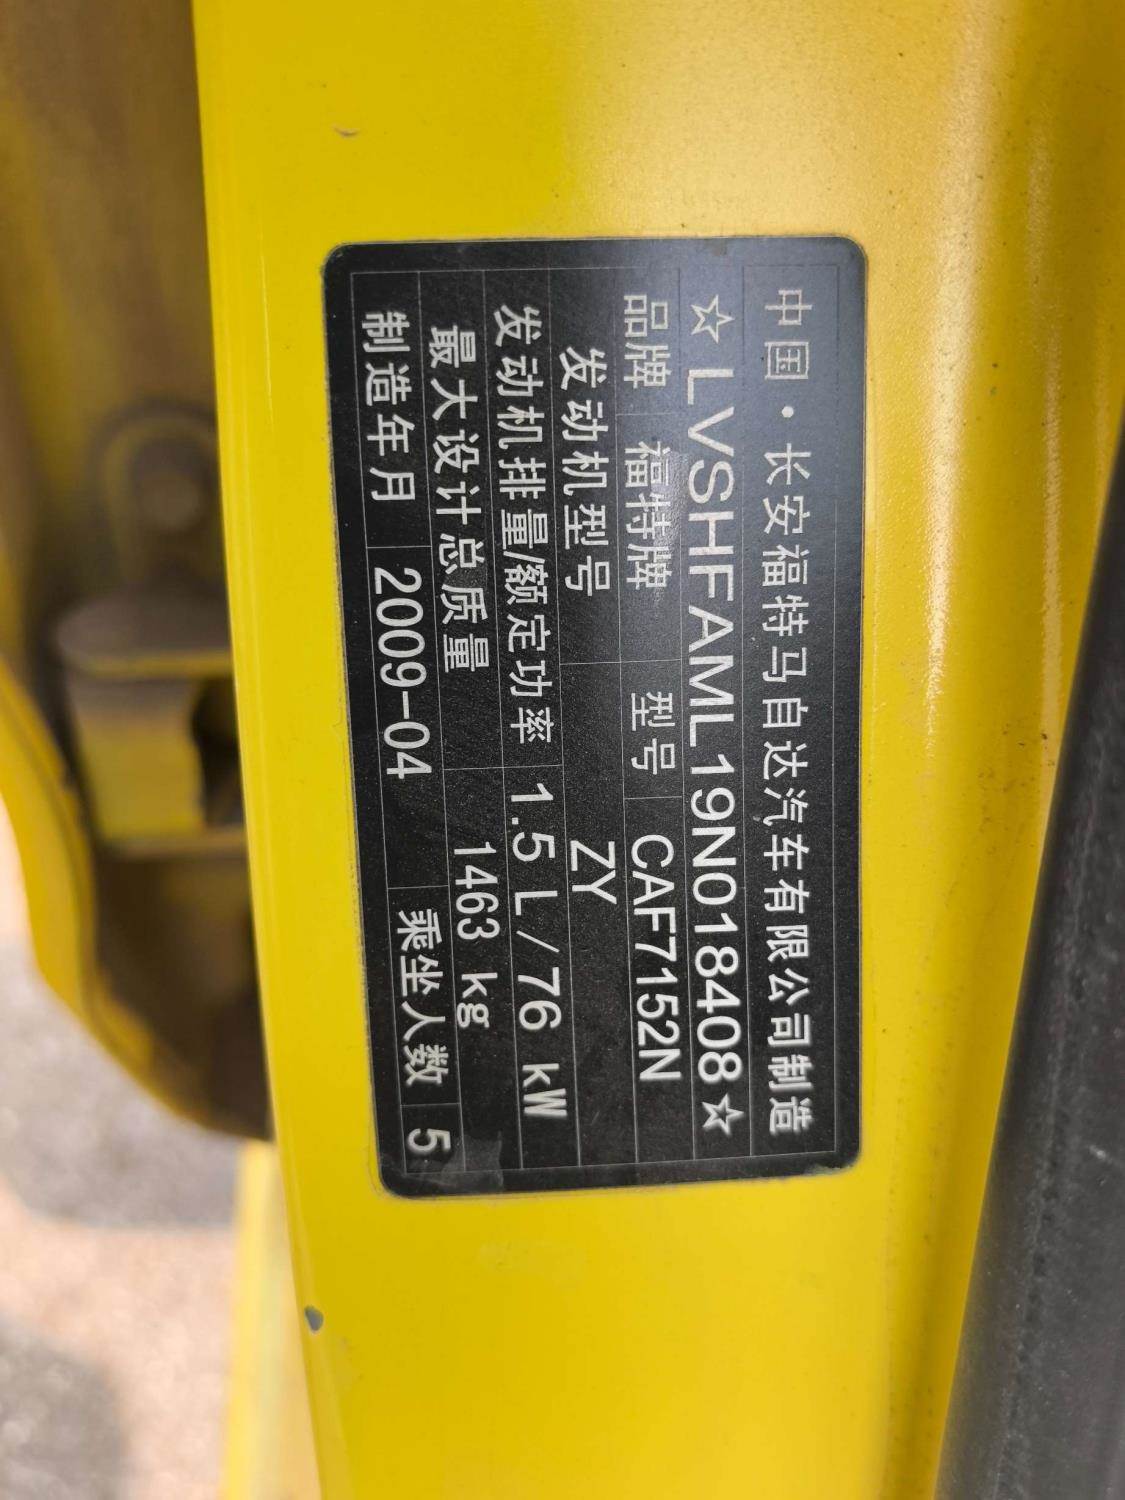 中国·长安福特马自达汽车有限公司制造
☆LVSHFAML19N018408☆
品牌 福特牌 型号 CAF7152N
发动机型号 ZY
发动机排量/额定功率 1.5 L/76 kW
最大设计总质量 1463 kg
制造年月 2009-04 乘坐人数 5